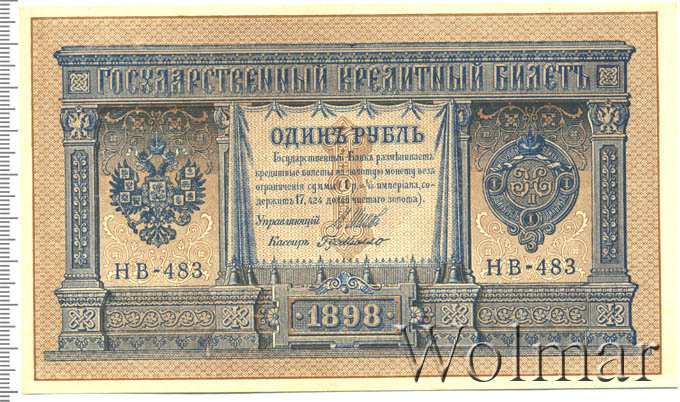 ГОСУДАРСТВЕННЫЙ КРЕДИТНЫЙ БИЛЕТЪ
ОДИНЪ РУБЛЬ
Государственный Банкъ размѣниваетъ
кредитные билеты на золотую монету безъ
ограниченія суммы (1 р. = 1/15 имперіала, со-
держитъ 17,424 долей чистаго золота).
Управляющій
Кассиръ
НВ-483
НВ-483
1898
Wolmar